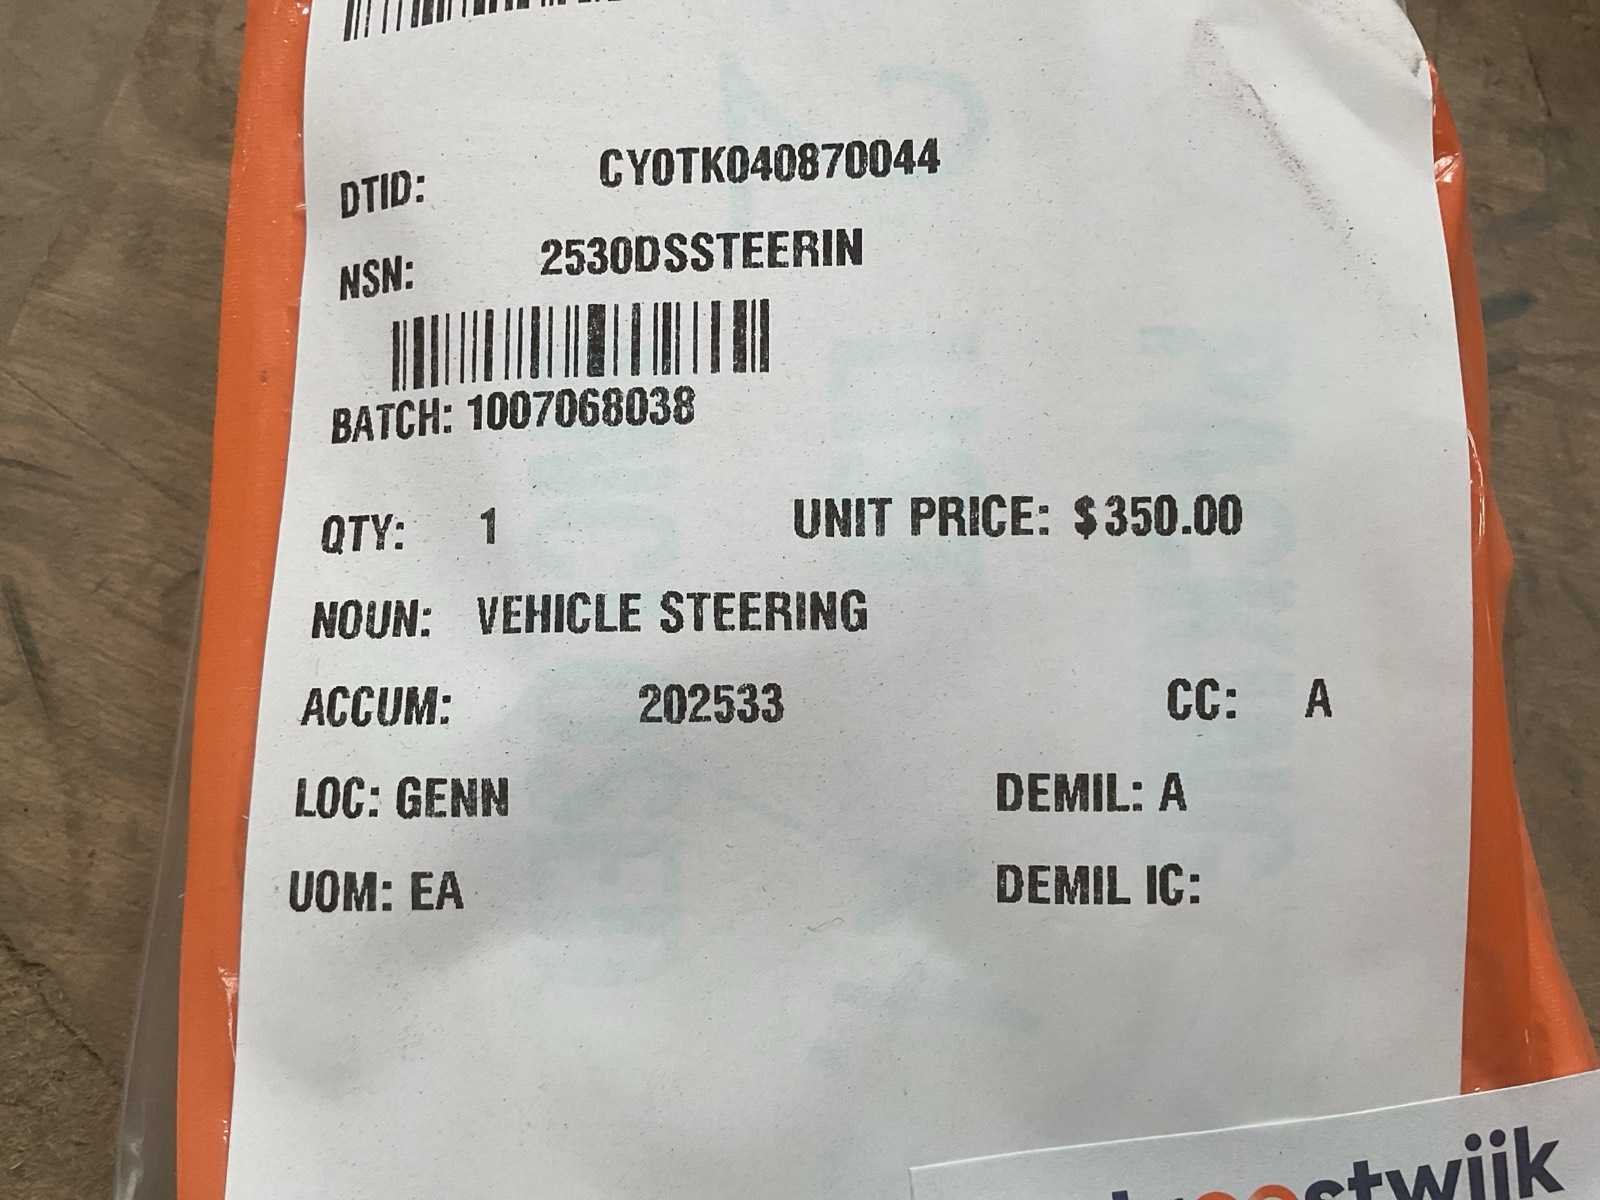 DTID: CY0TK040870044
NSN: 2530DSSTEERIN
BATCH: 1007068038
QTY: 1 UNIT PRICE: $350.00
NOUN: VEHICLE STEERING
ACCUM: 202533 CC: A
LOC: GENN DEMIL: A
UOM: EA DEMIL IC: